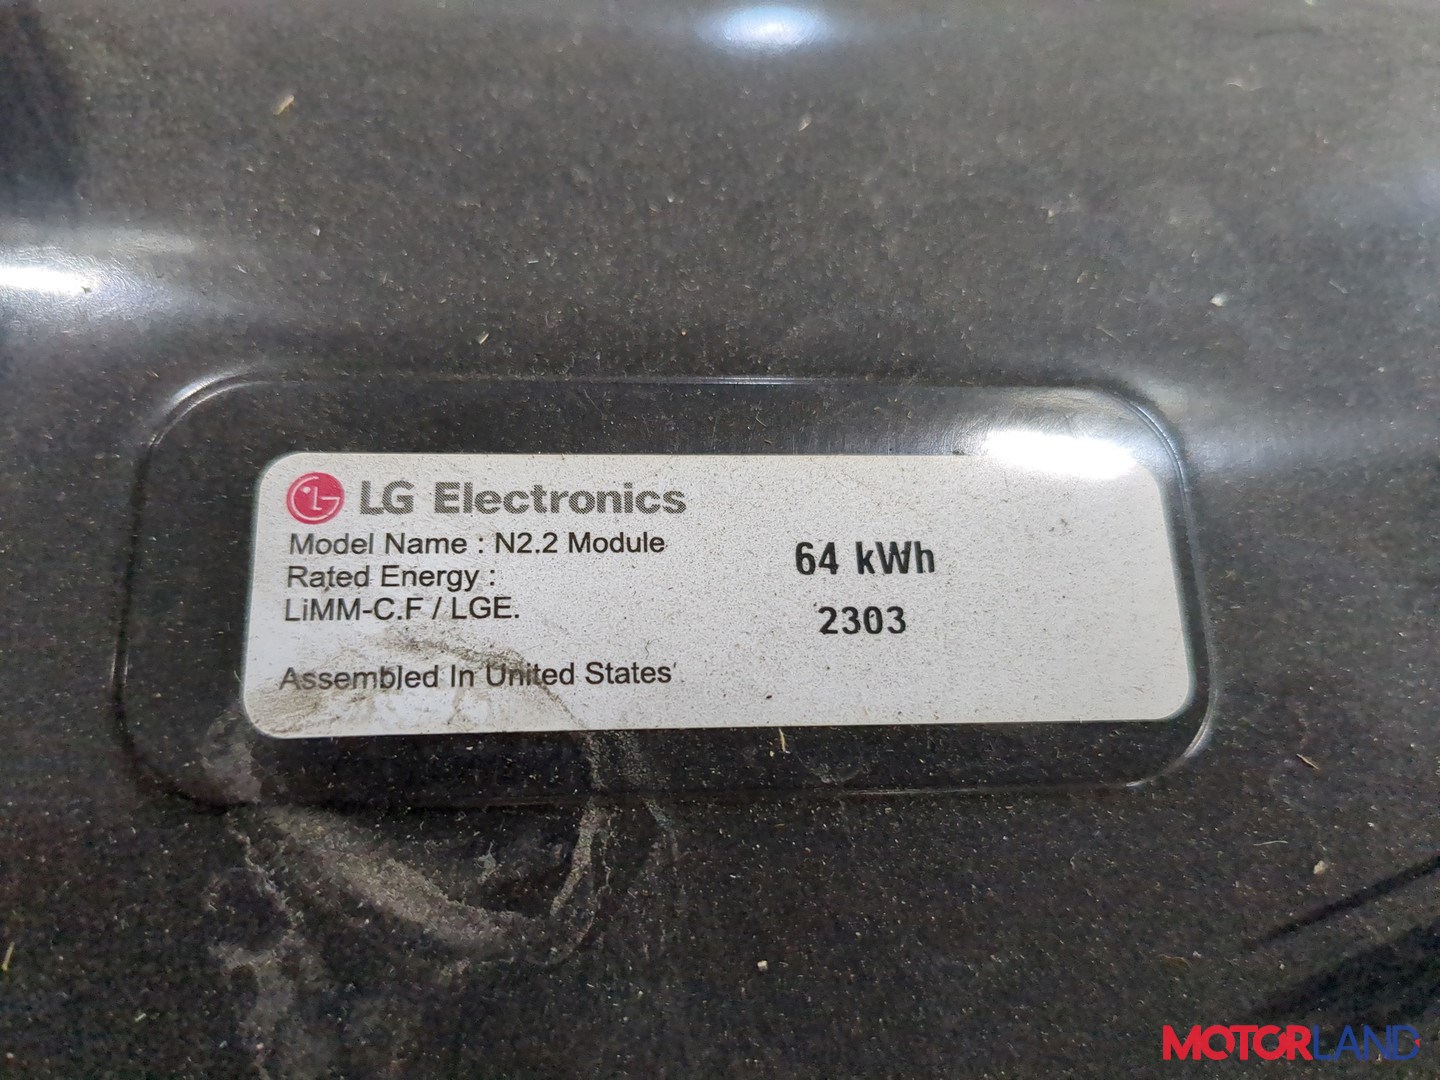 LG Electronics
Model Name : N2.2 Module
Rated Energy : 64 kWh
LiMM-C.F / LGE. 2303
Assembled In United States
MOTORLAND